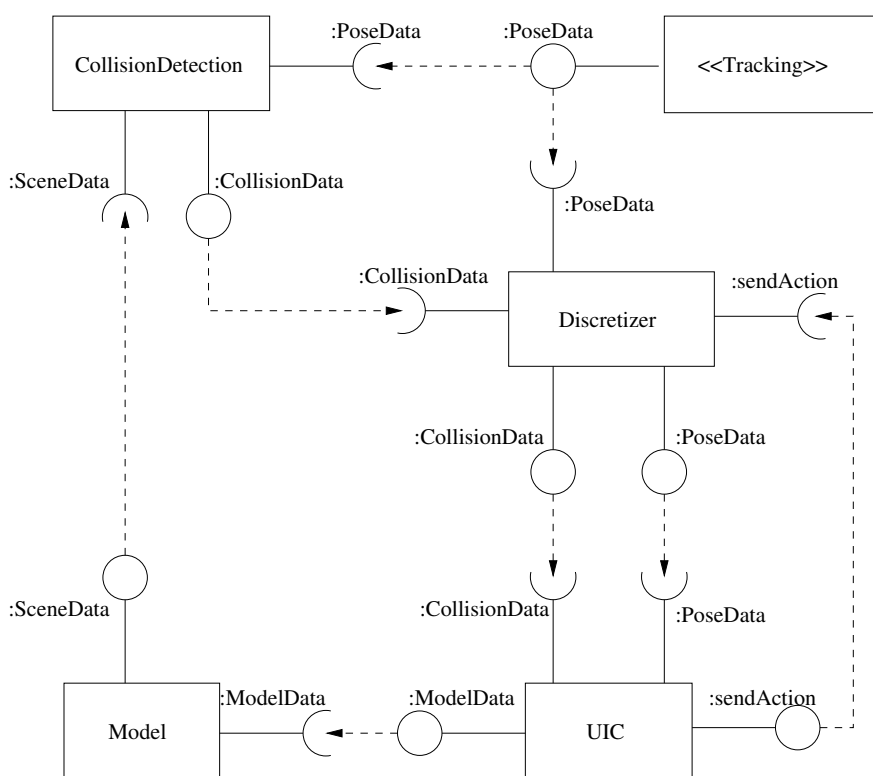 :PoseData
:PoseData
CollisionDetection
<<Tracking>>
:SceneData
:CollisionData
:PoseData
:CollisionData
:sendAction
Discretizer
:CollisionData
:PoseData
:SceneData
:CollisionData
:PoseData
:ModelData
:ModelData
:sendAction
Model
UIC